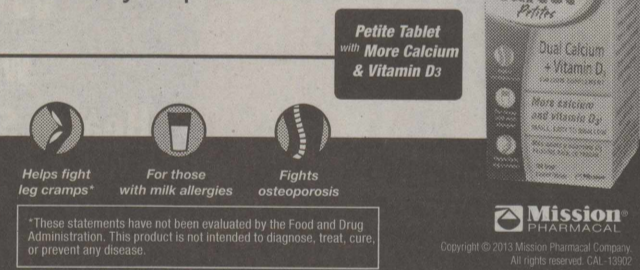 Petites
Petite Tablet
with More Calcium
& Vitamin D3
Dual Calcium
+ Vitamin D3
More calcium
and vitamin D3
Helps fight
leg cramps*
For those
with milk allergies
Fights
osteoporosis
*These statements have not been evaluated by the Food and Drug
Administration. This product is not intended to diagnose, treat, cure,
or prevent any disease.
Mission®
PHARMACAL
Copyright © 2013 Mission Pharmacal Company.
All rights reserved. CAL-13902